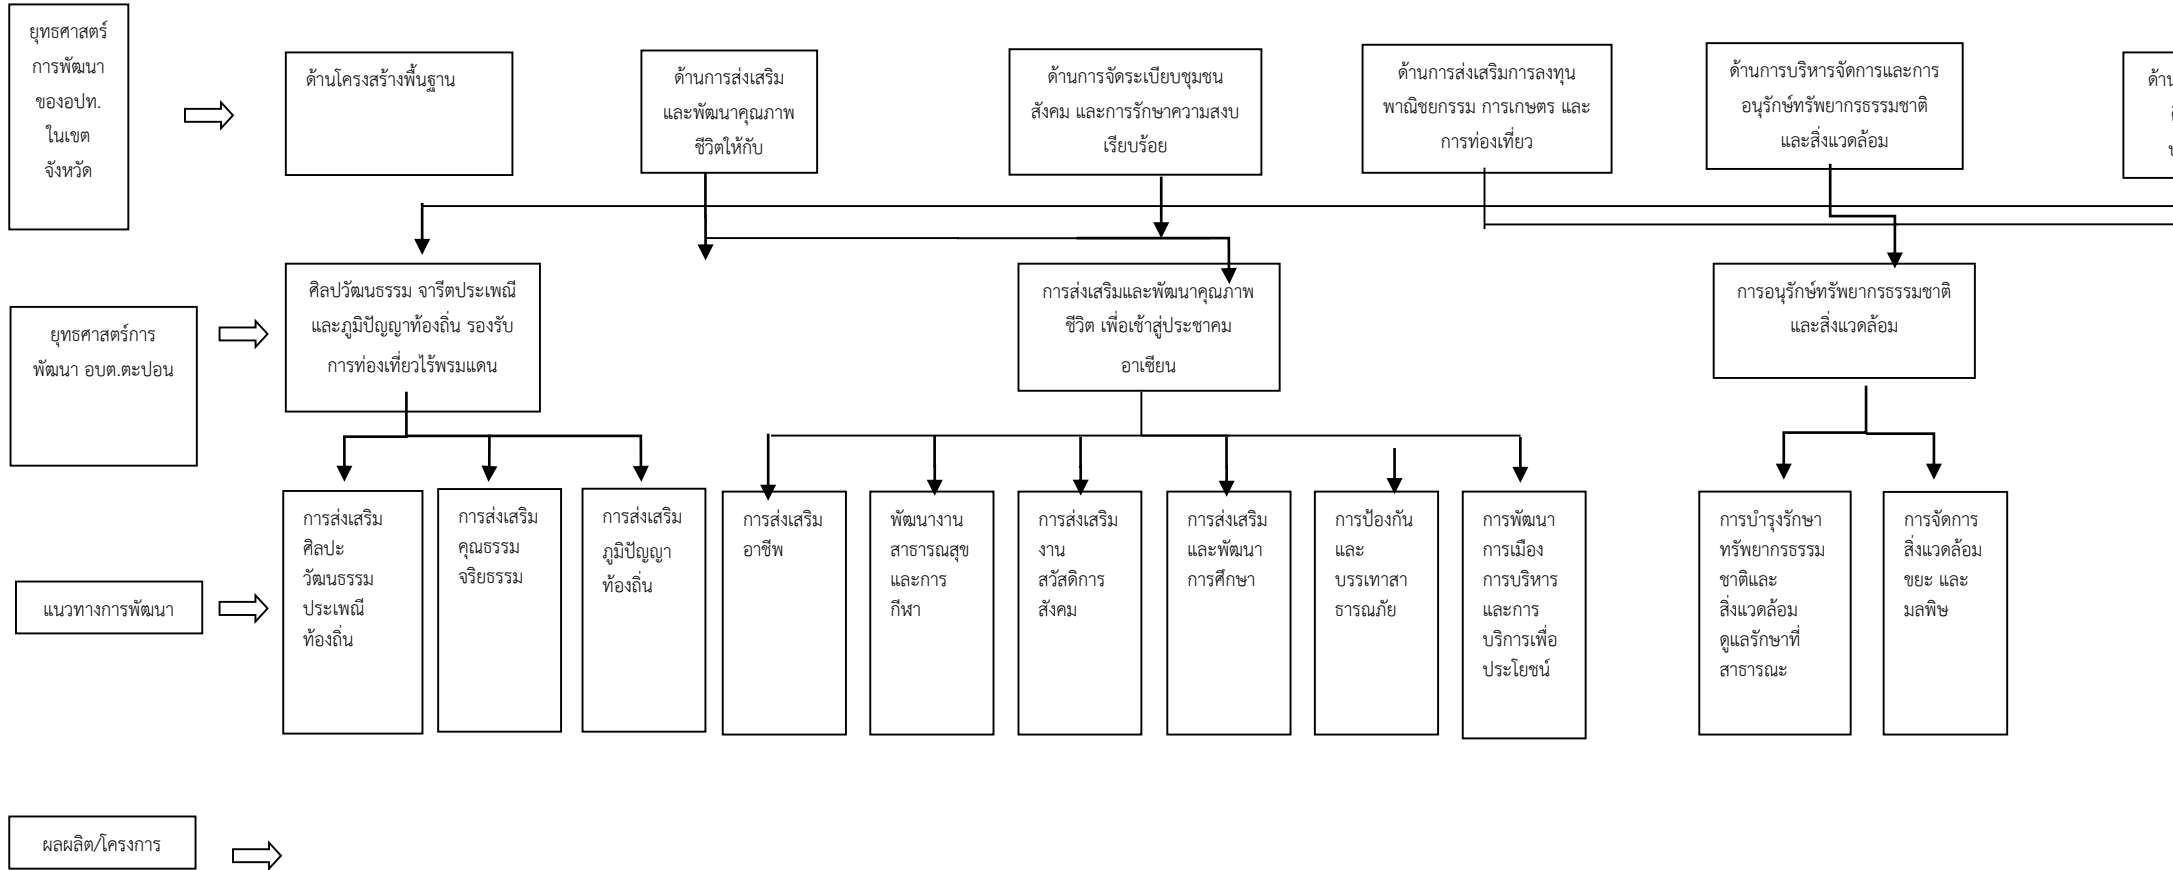 ยุทธศาสตร์
การพัฒนา
ของอปท.
ในเขต
จังหวัด
ด้านโครงสร้างพื้นฐาน
ด้านการส่งเสริม
และพัฒนาคุณภาพ
ชีวิตให้กับ
ด้านการจัดระเบียบชุมชน
สังคม และการรักษาความสงบ
เรียบร้อย
ด้านการส่งเสริมการลงทุน
พาณิชยกรรม การเกษตร และ
การท่องเที่ยว
ด้านการบริหารจัดการและการ
อนุรักษ์ทรัพยากรธรรมชาติ
และสิ่งแวดล้อม
ด้าน
ยุทธศาสตร์การ
พัฒนา อบต.ตะปอน
ศิลปวัฒนธรรม จารีตประเพณี
และภูมิปัญญาท้องถิ่น รองรับ
การท่องเที่ยวไร้พรมแดน
การส่งเสริมและพัฒนาคุณภาพ
ชีวิต เพื่อเช้าสู่ประชาคม
อาเซียน
การอนุรักษ์ทรัพยากรธรรมชาติ
และสิ่งแวดล้อม
แนวทางการพัฒนา
การส่งเสริม
ศิลปะ
วัฒนธรรม
ประเพณี
ท้องถิ่น
การส่งเสริม
คุณธรรม
จริยธรรม
การส่งเสริม
ภูมิปัญญา
ท้องถิ่น
การส่งเสริม
อาชีพ
พัฒนางาน
สาธารณสุข
และการ
กีฬา
การส่งเสริม
งาน
สวัสดิการ
สังคม
การส่งเสริม
และพัฒนา
การศึกษา
การป้องกัน
และ
บรรเทาสา
ธารณภัย
การพัฒนา
การเมือง
การบริหาร
และการ
บริการเพื่อ
ประโยชน์
การบำรุงรักษา
ทรัพยากรธรรม
ชาติและ
สิ่งแวดล้อม
ดูแลรักษาที่
สาธารณะ
การจัดการ
สิ่งแวดล้อม
ขยะ และ
มลพิษ
ผลผลิต/โครงการ